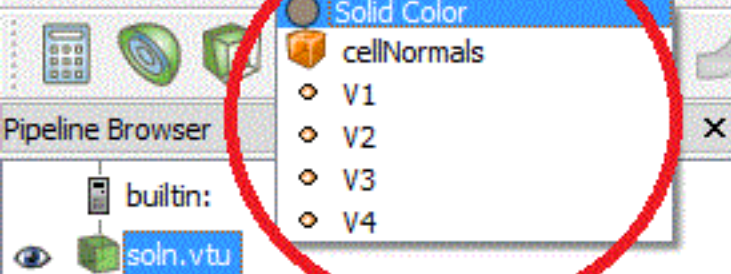 Solid Color
cellNormals
V1
Pipeline Browser
V2
V3
builtin:
V4
soln.vtu